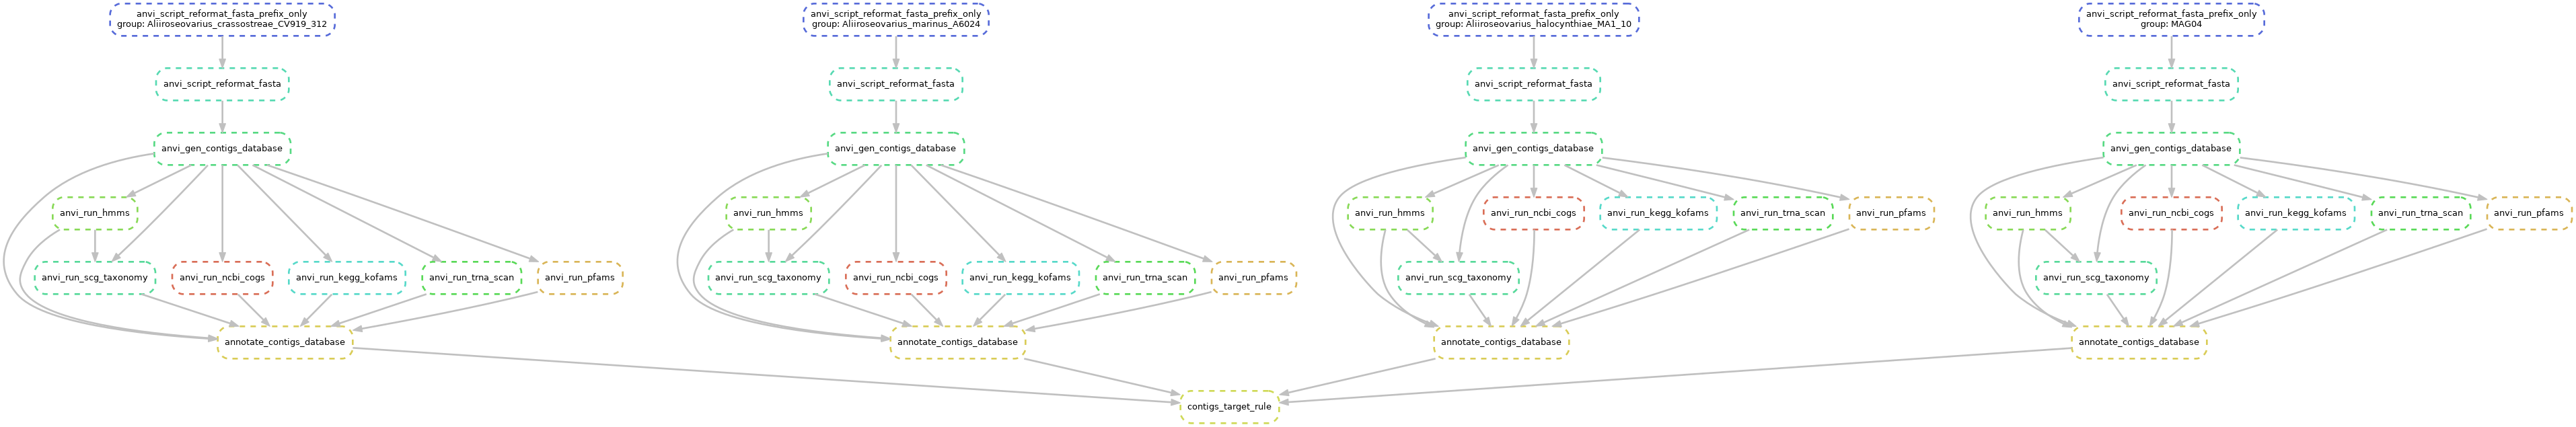 anvi_script_reformat_fasta_prefix_only
group: Aliiroseovarius_crassostreae_CV919_312
anvi_script_reformat_fasta_prefix_only
group: Aliiroseovarius_marinus_A6024
anvi_script_reformat_fasta_prefix_only
group: Aliiroseovarius_halocynthiae_MA1_10
anvi_script_reformat_fasta_prefix_only
group: MAG04
anvi_script_reformat_fasta
anvi_script_reformat_fasta
anvi_script_reformat_fasta
anvi_script_reformat_fasta
anvi_gen_contigs_database
anvi_gen_contigs_database
anvi_gen_contigs_database
anvi_gen_contigs_database
anvi_run_hmms
anvi_run_hmms
anvi_run_hmms
anvi_run_ncbi_cogs
anvi_run_kegg_kofams
anvi_run_trna_scan
anvi_run_pfams
anvi_run_hmms
anvi_run_ncbi_cogs
anvi_run_kegg_kofams
anvi_run_trna_scan
anvi_run_pfams
anvi_run_scg_taxonomy
anvi_run_ncbi_cogs
anvi_run_kegg_kofams
anvi_run_trna_scan
anvi_run_pfams
anvi_run_scg_taxonomy
anvi_run_ncbi_cogs
anvi_run_kegg_kofams
anvi_run_trna_scan
anvi_run_pfams
anvi_run_scg_taxonomy
anvi_run_scg_taxonomy
annotate_contigs_database
annotate_contigs_database
annotate_contigs_database
annotate_contigs_database
contigs_target_rule